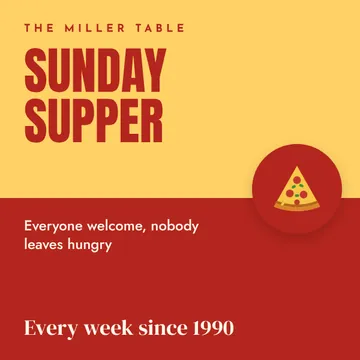 THE MILLER TABLE
SUNDAY
SUPPER
Everyone welcome, nobody
leaves hungry
Every week since 1990